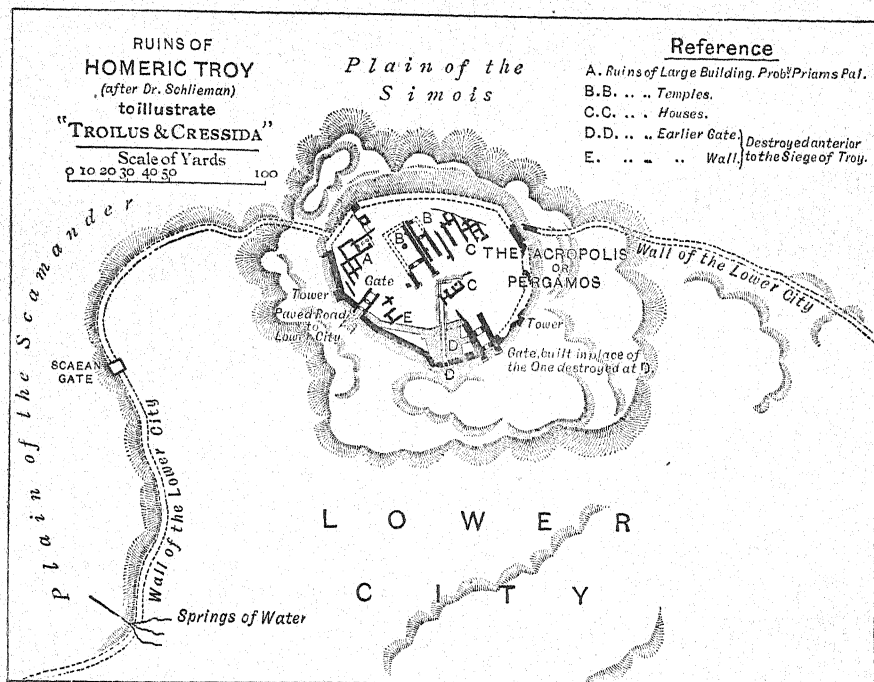 RUINS OF
HOMERIC TROY
(after Dr. Schlieman)
to illustrate
"TROILUS & CRESSIDA"
Scale of Yards
0 10 20 30 40 50 100
Plain of the
Simois
Reference
A. Ruins of Large Building. Prob.y Priams Pal.
B.B. .. .. Temples.
C.C. .. . Houses.
D.D. .. .. Earlier Gate.
E. .. .. .. Wall.
Destroyed anterior
to the Siege of Troy.
Plain of the Scamander
B
B
C
A
C
E
D
D
THE ACROPOLIS
OR
PERGAMOS
Wall of the Lower City
Gate
Tower
Paved Road
to
Lower City
Tower
Gate, built in place of
the One destroyed at D.
SCAEAN
GATE
Wall of the Lower City
LOWER
CITY
Springs of Water